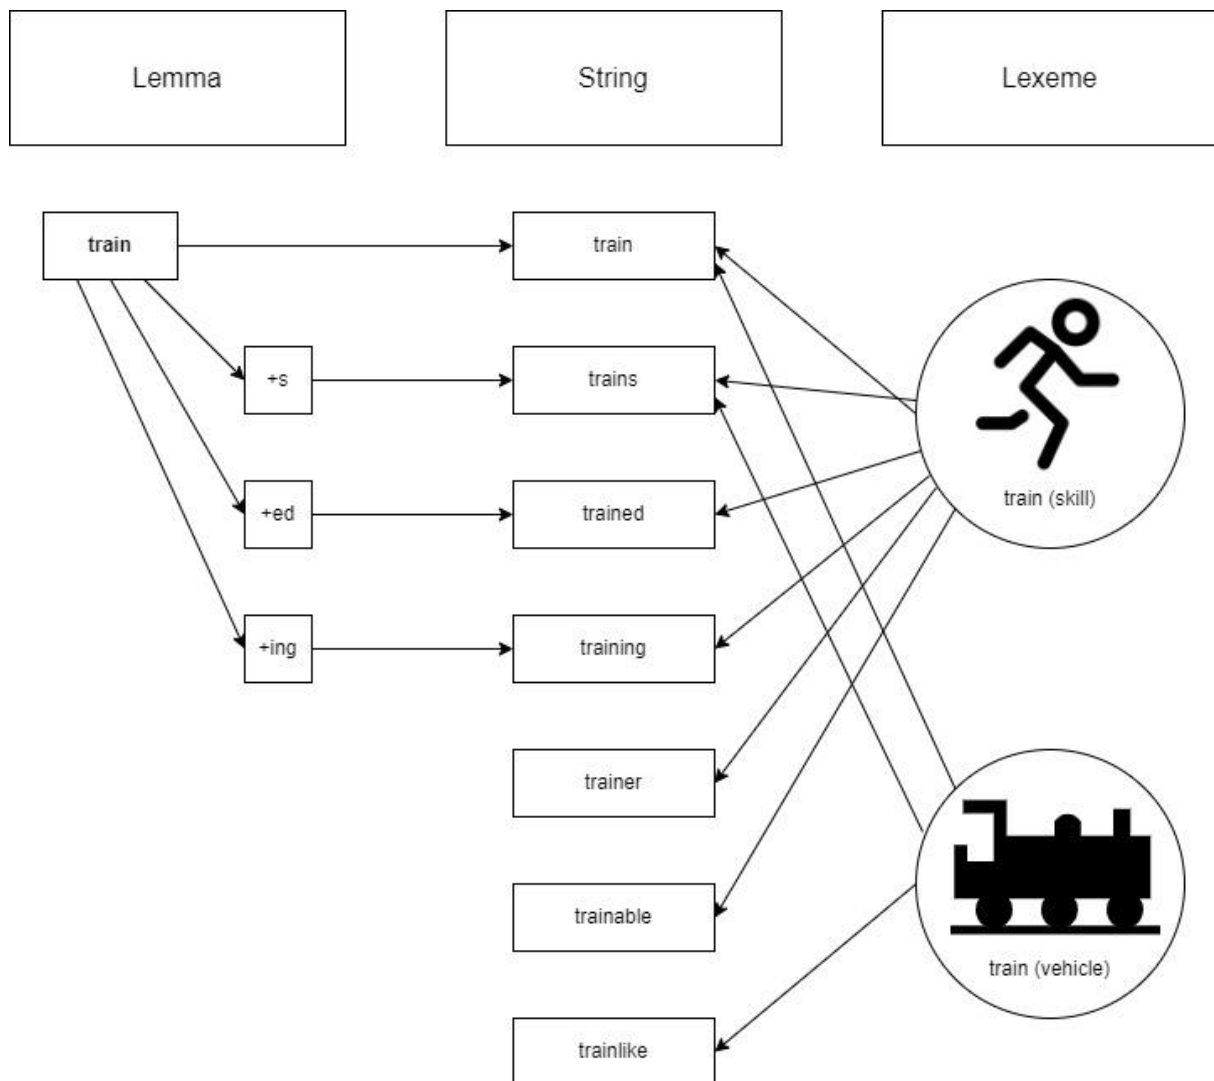 Lemma
String
Lexeme
train
train
+s
trains
+ed
trained
train (skill)
+ing
training
trainer
trainable
train (vehicle)
trainlike